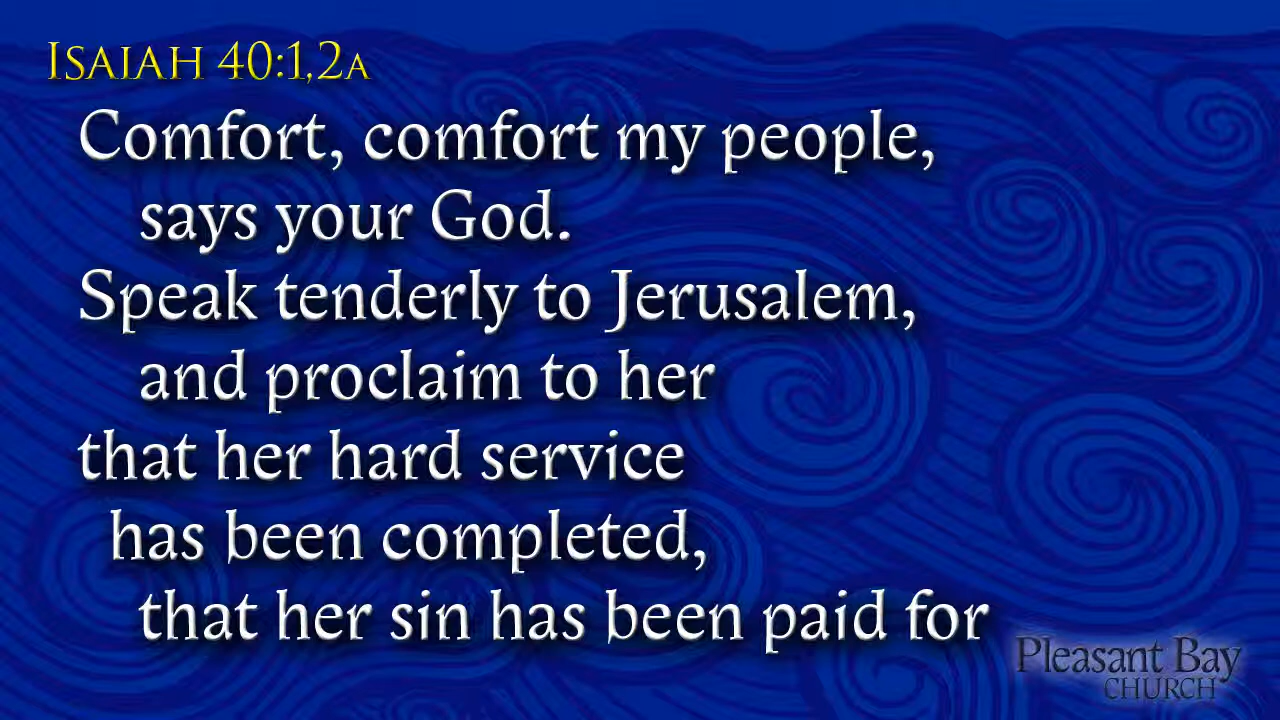 Isaiah 40:1,2a
Comfort, comfort my people,
says your God.
Speak tenderly to Jerusalem,
and proclaim to her
that her hard service
has been completed,
that her sin has been paid for
Pleasant Bay
CHURCH